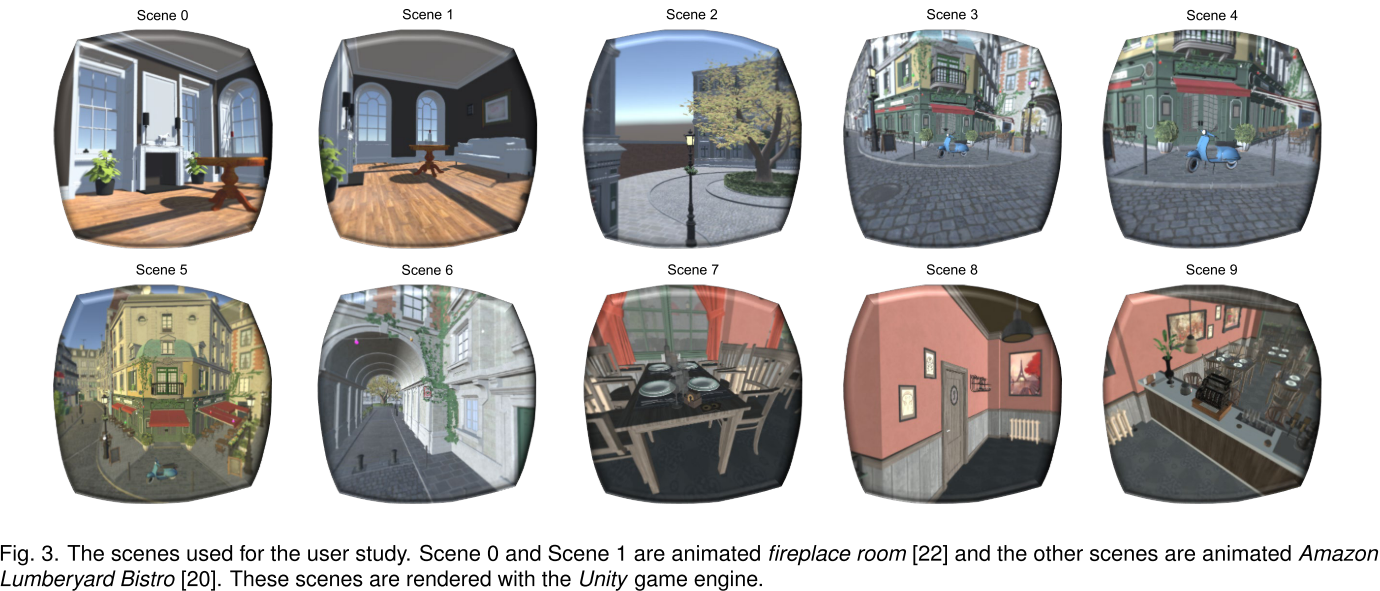 Scene 0 Scene 1 Scene 2 Scene 3 Scene 4
Scene 5 Scene 6 Scene 7 Scene 8 Scene 9
Fig. 3. The scenes used for the user study. Scene 0 and Scene 1 are animated fireplace room [22] and the other scenes are animated Amazon
Lumberyard Bistro [20]. These scenes are rendered with the Unity game engine.